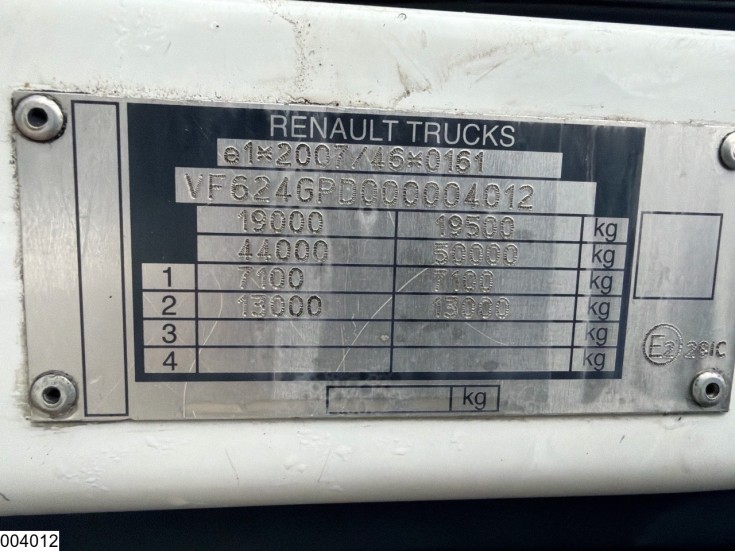 RENAULT TRUCKS
e1*2007/46*0161
VF624GPD000004012
19000 19500 kg
44000 50000 kg
1 7100 7100 kg
2 13000 13000 kg
3 kg
4 kg
kg
E2 26IC
004012